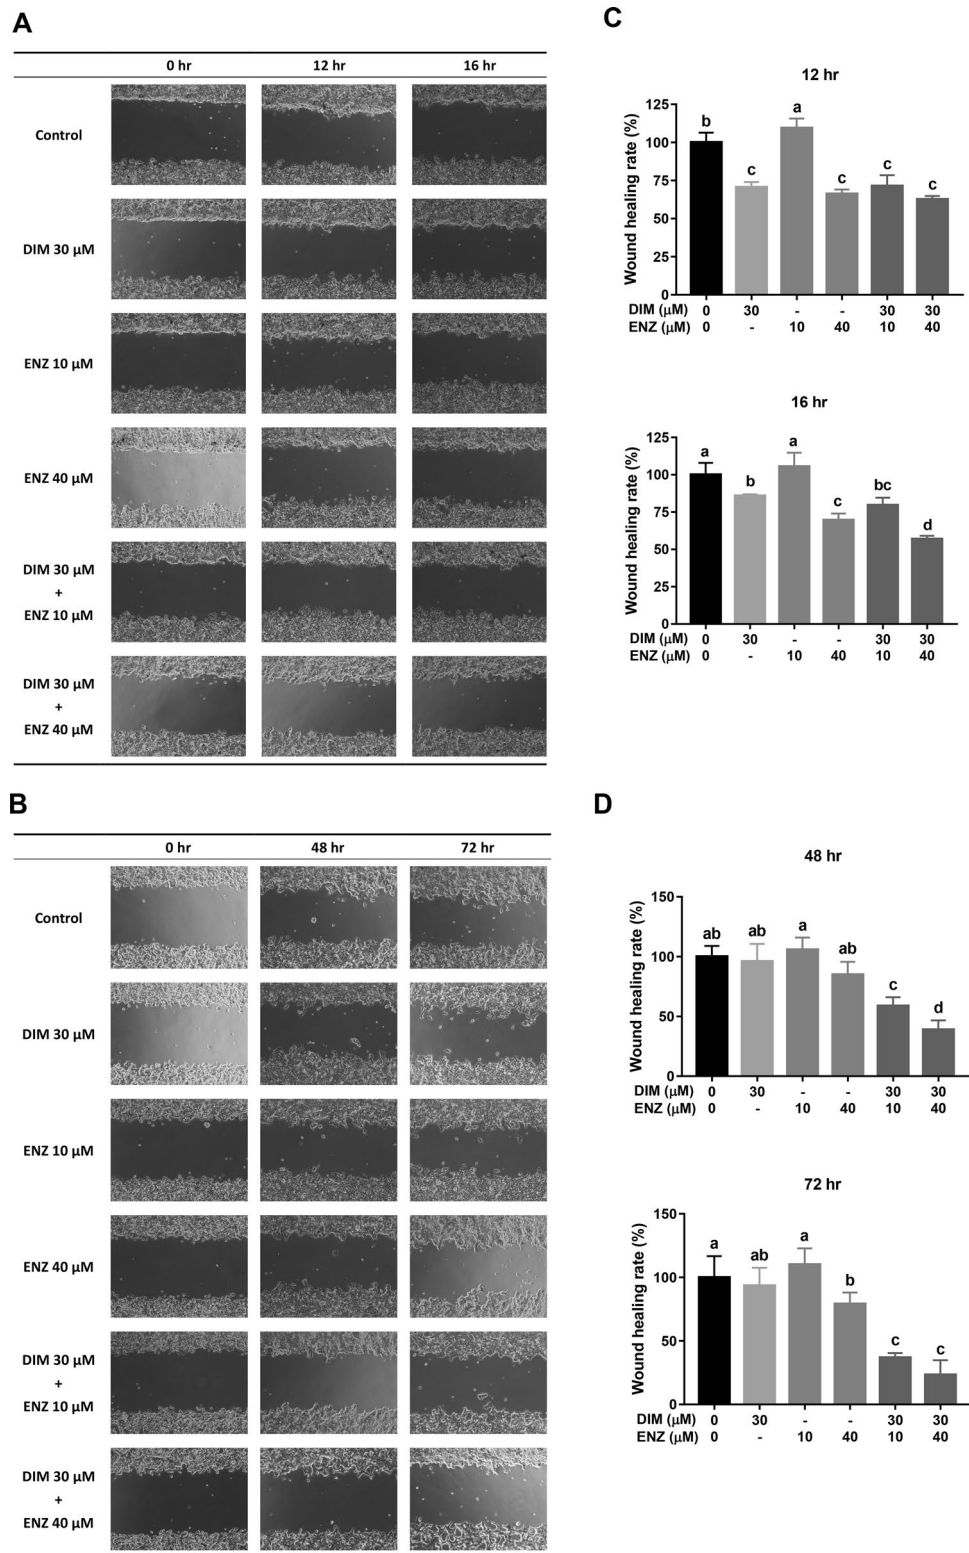 A
0 hr 12 hr 16 hr
Control
DIM 30 µM
ENZ 10 µM
ENZ 40 µM
DIM 30 µM
+
ENZ 10 µM
DIM 30 µM
+
ENZ 40 µM
C
12 hr
Wound healing rate (%)
125
100
75
50
25
0
b c a c c c
DIM (µM) 0 30 - - 30 30
ENZ (µM) 0 - 10 40 10 40
16 hr
Wound healing rate (%)
125
100
75
50
25
0
a b a c bc d
DIM (µM) 0 30 - - 30 30
ENZ (µM) 0 - 10 40 10 40
B
0 hr 48 hr 72 hr
Control
DIM 30 µM
ENZ 10 µM
ENZ 40 µM
DIM 30 µM
+
ENZ 10 µM
DIM 30 µM
+
ENZ 40 µM
D
48 hr
Wound healing rate (%)
150
100
50
0
ab ab a ab c d
DIM (µM) 0 30 - - 30 30
ENZ (µM) 0 - 10 40 10 40
72 hr
Wound healing rate (%)
150
100
50
0
a ab a b c c
DIM (µM) 0 30 - - 30 30
ENZ (µM) 0 - 10 40 10 40